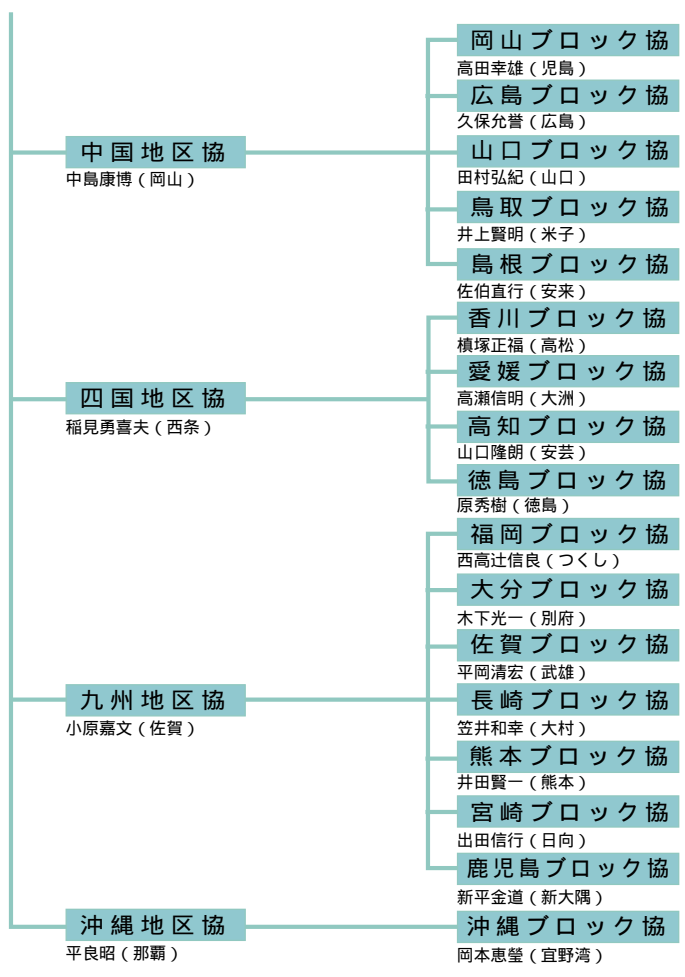 中国地区協
中島康博（岡山）
岡山ブロック協
高田幸雄（児島）
広島ブロック協
久保允誉（広島）
山口ブロック協
田村弘紀（山口）
鳥取ブロック協
井上賢明（米子）
島根ブロック協
佐伯直行（安来）
四国地区協
稲見勇喜夫（西条）
香川ブロック協
槙塚正福（高松）
愛媛ブロック協
高瀬信明（大洲）
高知ブロック協
山口隆朗（安芸）
徳島ブロック協
原秀樹（徳島）
九州地区協
小原嘉文（佐賀）
福岡ブロック協
西高辻信良（つくし）
大分ブロック協
木下光一（別府）
佐賀ブロック協
平岡清宏（武雄）
長崎ブロック協
笠井和幸（大村）
熊本ブロック協
井田賢一（熊本）
宮崎ブロック協
出田信行（日向）
鹿児島ブロック協
新平金道（新大隅）
沖縄地区協
平良昭（那覇）
沖縄ブロック協
岡本恵瑩（宜野湾）